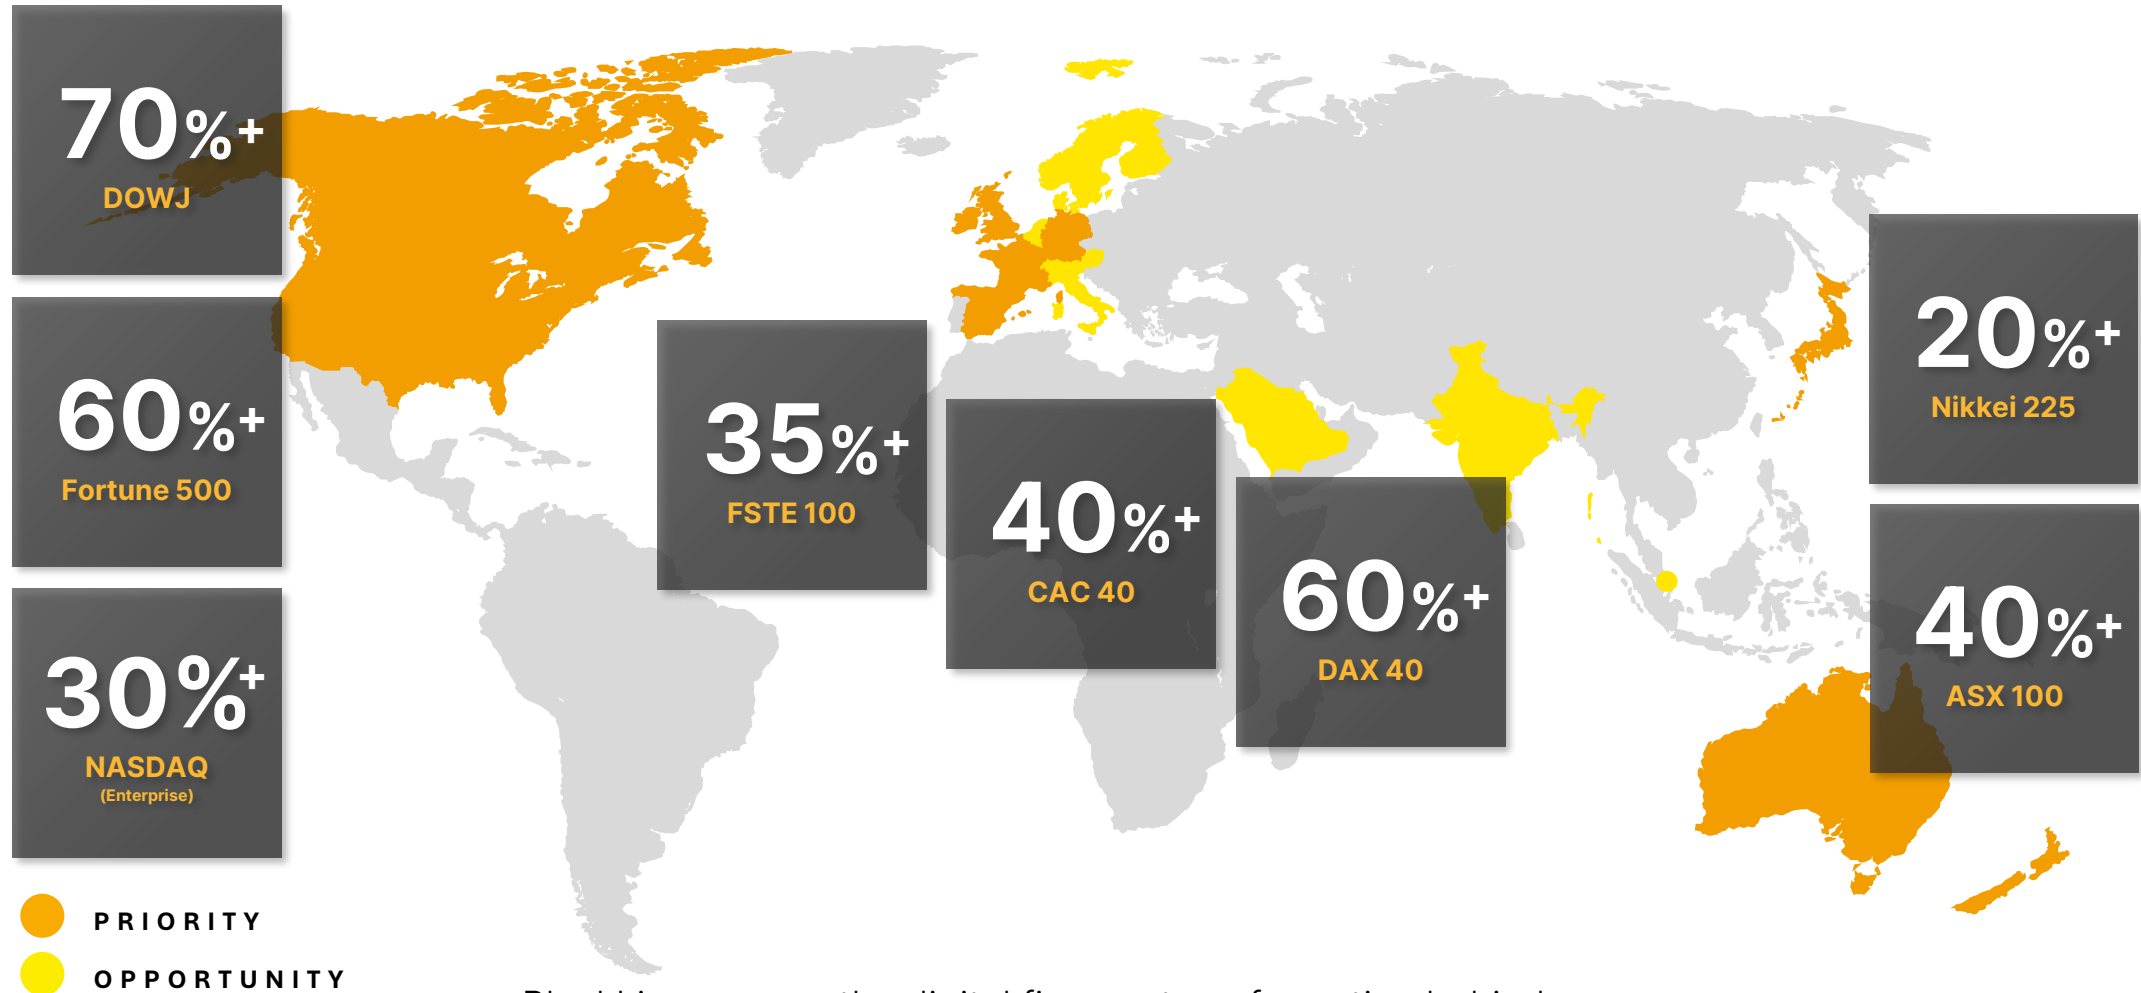 70%+
DOWJ
60%+
Fortune 500
30%+
NASDAQ
(Enterprise)
35%+
FSTE 100
40%+
CAC 40
60%+
DAX 40
20%+
Nikkei 225
40%+
ASX 100
PRIORITY
OPPORTUNITY